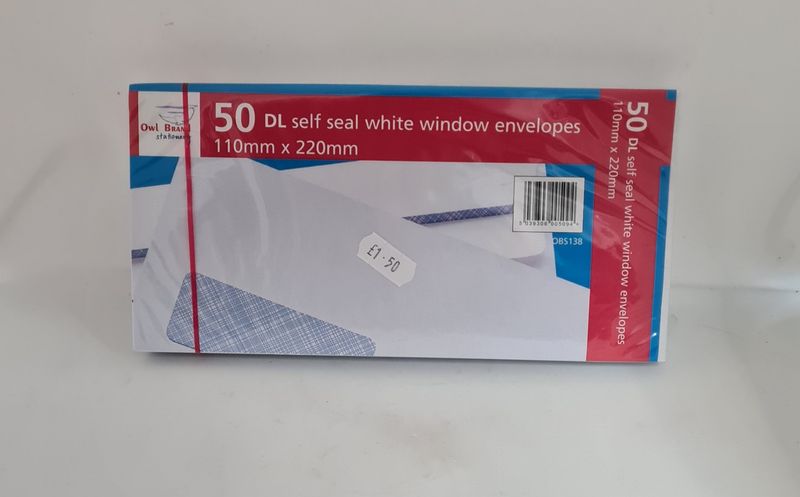 Owl Brand
stationery
50 DL self seal white window envelopes
110mm x 220mm
50 DL self seal white window envelopes
110mm x 220mm
5 039306 005094
OBS138
£1.50